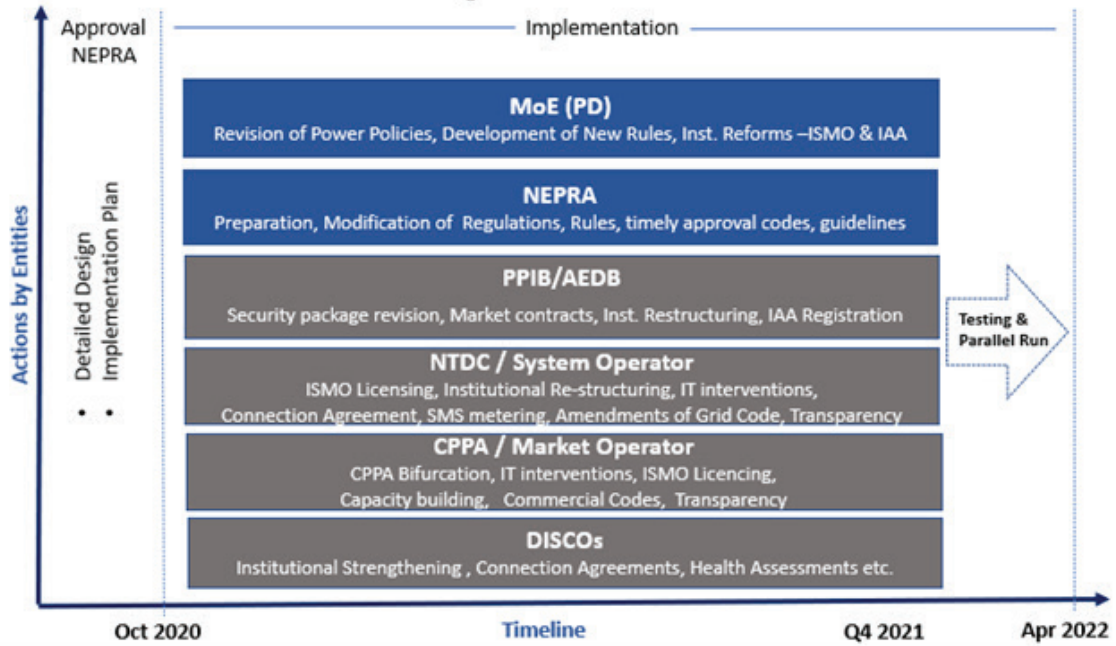 Approval
NEPRA
Implementation
Actions by Entities
• Detailed Design
• Implementation Plan
MoE (PD)
Revision of Power Policies, Development of New Rules, Inst. Reforms –ISMO & IAA
NEPRA
Preparation, Modification of Regulations, Rules, timely approval codes, guidelines
PPIB/AEDB
Security package revision, Market contracts, Inst. Restructuring, IAA Registration
NTDC / System Operator
ISMO Licensing, Institutional Re-structuring, IT interventions,
Connection Agreement, SMS metering, Amendments of Grid Code, Transparency
CPPA / Market Operator
CPPA Bifurcation, IT interventions, ISMO Licencing,
Capacity building, Commercial Codes, Transparency
DISCOs
Institutional Strengthening , Connection Agreements, Health Assessments etc.
Testing &
Parallel Run
Oct 2020
Timeline
Q4 2021
Apr 2022